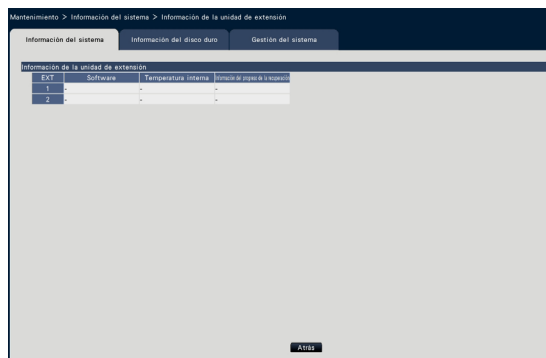 Mantenimiento > Información del sistema > Información de la unidad de extensión
Información del sistema Información del disco duro Gestión del sistema
Información de la unidad de extensión
EXT Software Temperatura interna Información del progreso de la recuperación
1 - - -
2 - - -
Atrás